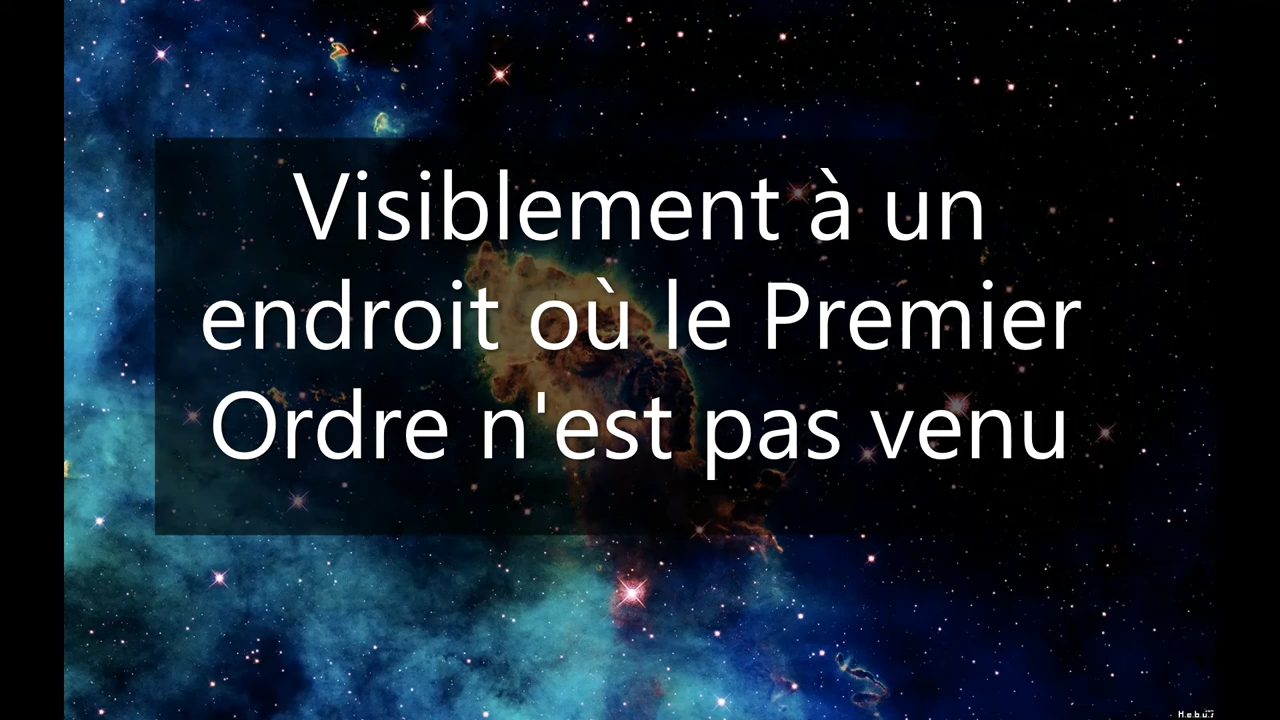 Visiblement à un
endroit où le Premier
Ordre n'est pas venu